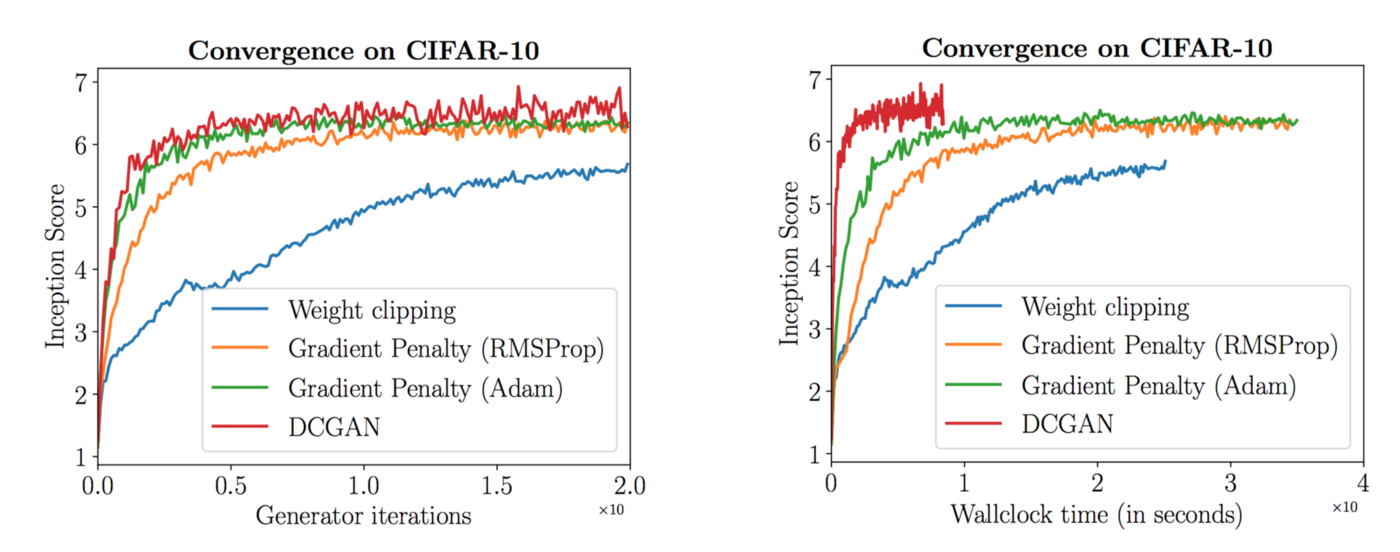 Convergence on CIFAR-10
7
6
5
4
3
2
1
Inception Score
Weight clipping
Gradient Penalty (RMSProp)
Gradient Penalty (Adam)
DCGAN
0.0 0.5 1.0 1.5 2.0
Generator iterations
×10
Convergence on CIFAR-10
7
6
5
4
3
2
1
Inception Score
Weight clipping
Gradient Penalty (RMSProp)
Gradient Penalty (Adam)
DCGAN
0 1 2 3 4
Wallclock time (in seconds)
×10